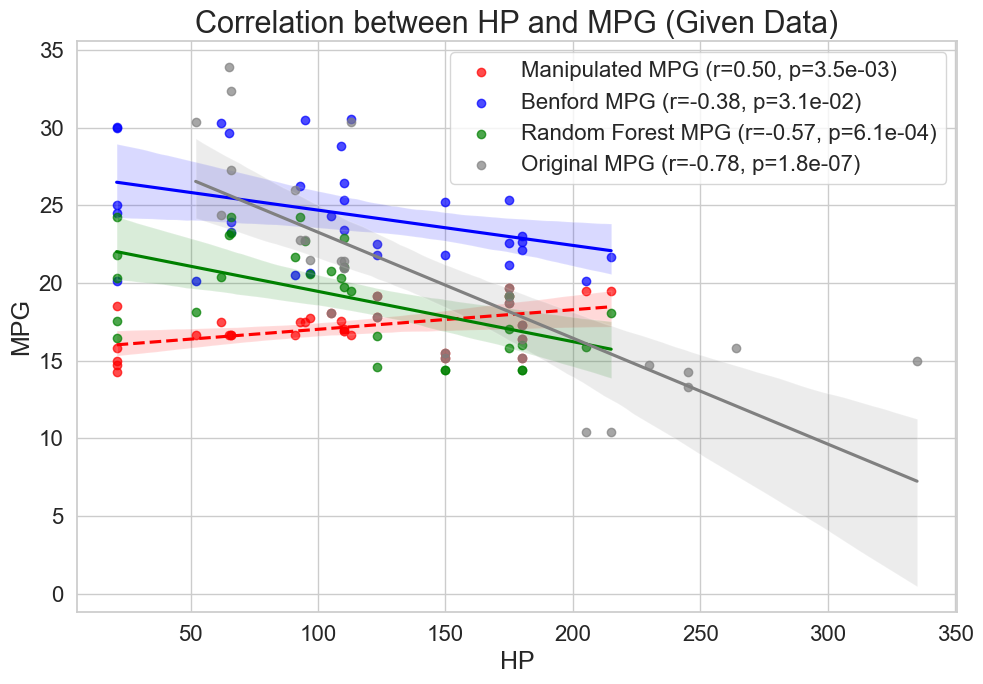 Correlation between HP and MPG (Given Data)
Manipulated MPG (r=0.50, p=3.5e-03)
Benford MPG (r=-0.38, p=3.1e-02)
Random Forest MPG (r=-0.57, p=6.1e-04)
Original MPG (r=-0.78, p=1.8e-07)
35
30
25
20
15
10
5
0
MPG
50 100 150 200 250 300 350
HP